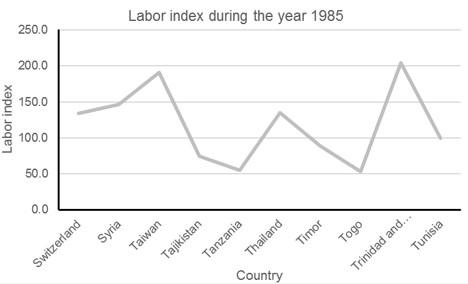 Labor index during the year 1985
250.0
200.0
150.0
100.0
50.0
0.0
Labor index
Switzerland
Syria
Taiwan
Tajikistan
Tanzania
Thailand
Timor
Togo
Trinidad and...
Tunisia
Country